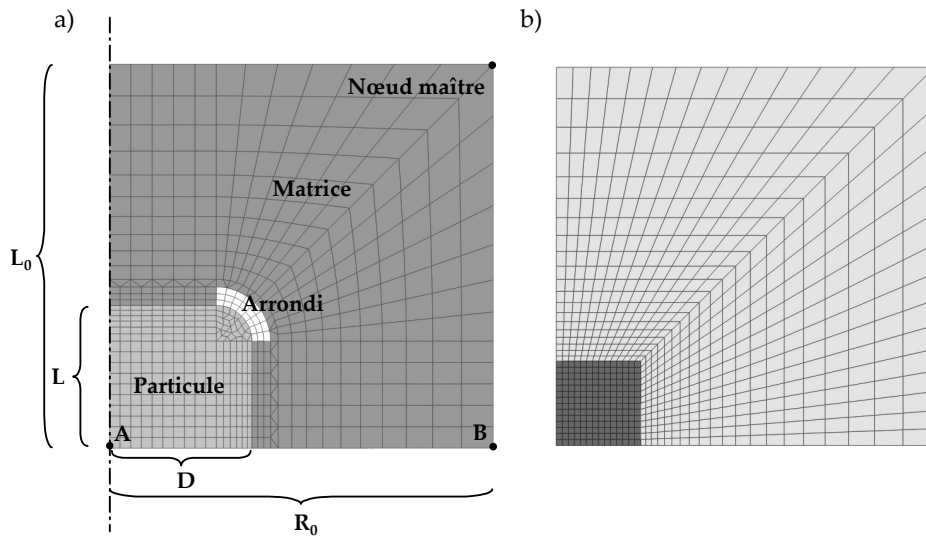 a)
b)
Nœud maître
Matrice
L₀
Arrondi
L
Particule
A
B
D
R₀